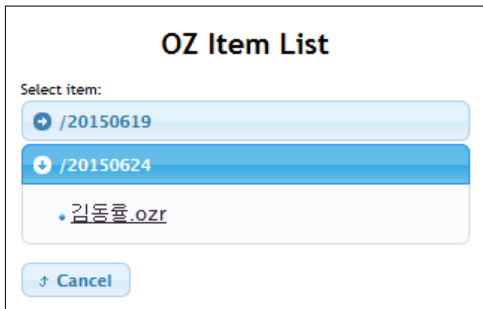 OZ Item List
Select item:
/20150619
/20150624
김동률.ozr
Cancel